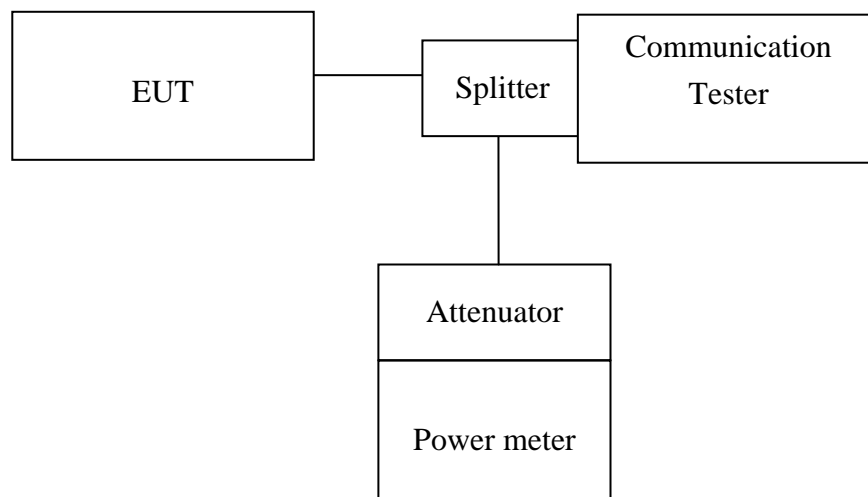 EUT
Splitter
Communication
Tester
Attenuator
Power meter